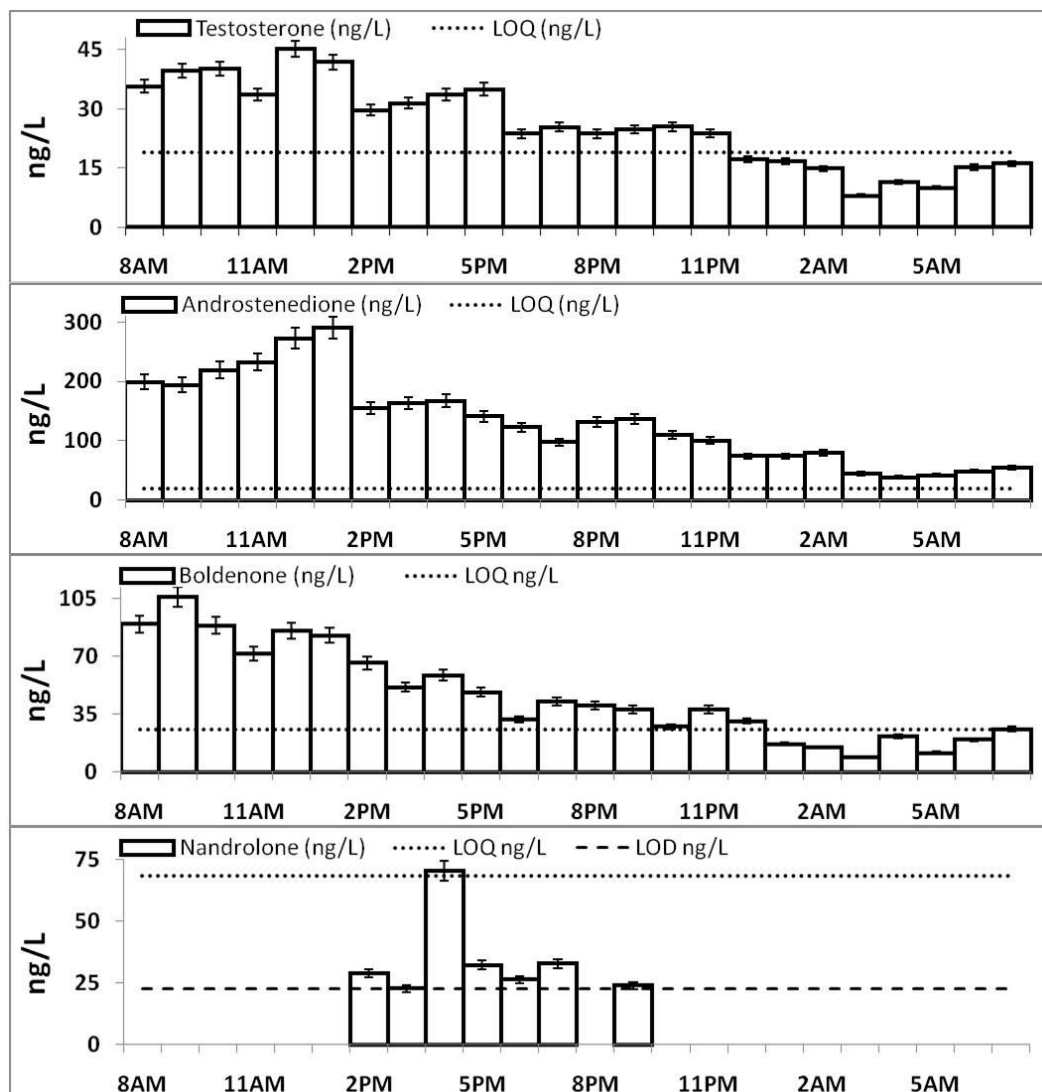 Testosterone (ng/L) LOQ (ng/L)
45
30
15
0
ng/L
8AM 11AM 2PM 5PM 8PM 11PM 2AM 5AM
Androstenedione (ng/L) LOQ (ng/L)
300
200
100
0
ng/L
8AM 11AM 2PM 5PM 8PM 11PM 2AM 5AM
Boldenone (ng/L) LOQ ng/L
105
70
35
0
ng/L
8AM 11AM 2PM 5PM 8PM 11PM 2AM 5AM
Nandrolone (ng/L) LOQ ng/L LOD ng/L
75
50
25
0
ng/L
8AM 11AM 2PM 5PM 8PM 11PM 2AM 5AM